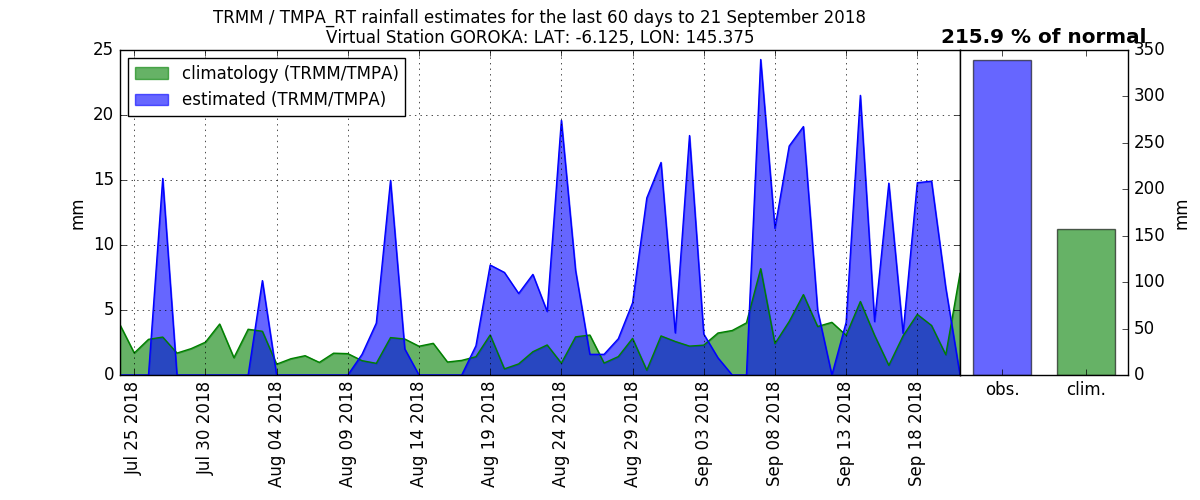 TRMM / TMPA_RT rainfall estimates for the last 60 days to 21 September 2018
Virtual Station GOROKA: LAT: -6.125, LON: 145.375
215.9 % of normal
climatology (TRMM/TMPA)
estimated (TRMM/TMPA)
mm
25
20
15
10
5
0
Jul 25 2018
Jul 30 2018
Aug 04 2018
Aug 09 2018
Aug 14 2018
Aug 19 2018
Aug 24 2018
Aug 29 2018
Sep 03 2018
Sep 08 2018
Sep 13 2018
Sep 18 2018
350
300
250
200
150
100
50
0
mm
obs.
clim.